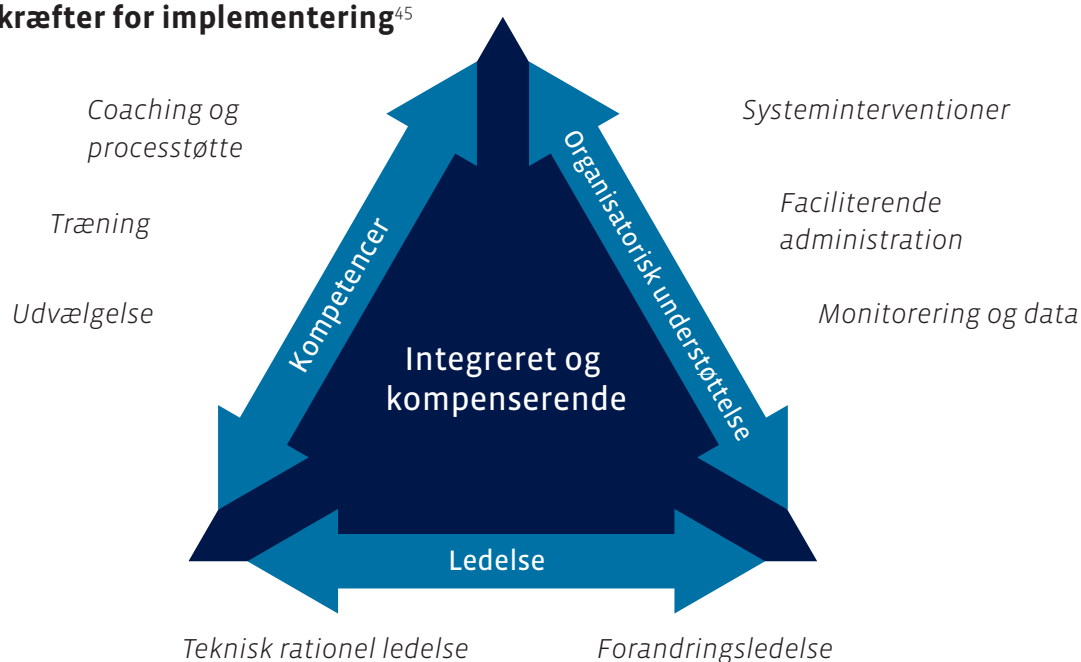 kræfter for implementering45
Coaching og
processtøtte
Træning
Udvælgelse
Kompetencer
Organisatorisk understøttelse
Systeminterventioner
Faciliterende
administration
Monitorering og data
Integreret og
kompenserende
Ledelse
Teknisk rationel ledelse
Forandringsledelse